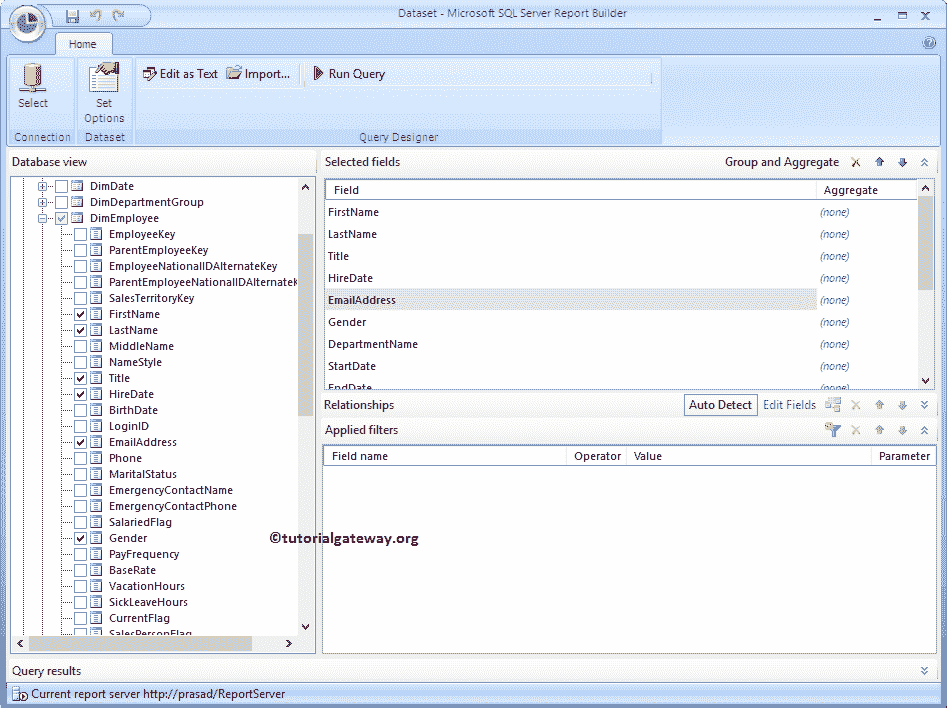 Dataset - Microsoft SQL Server Report Builder
Home
Select
Set Options
Edit as Text Import... Run Query
Connection Dataset Query Designer
Database view
DimDate
DimDepartmentGroup
DimEmployee
EmployeeKey
ParentEmployeeKey
EmployeeNationalIDAlternateKey
ParentEmployeeNationalIDAlternateK
SalesTerritoryKey
FirstName
LastName
MiddleName
NameStyle
Title
HireDate
BirthDate
LoginID
EmailAddress
Phone
MaritalStatus
EmergencyContactName
EmergencyContactPhone
SalariedFlag
Gender
PayFrequency
BaseRate
VacationHours
SickLeaveHours
CurrentFlag
SalesPersonFlag
Selected fields Group and Aggregate
Field Aggregate
FirstName (none)
LastName (none)
Title (none)
HireDate (none)
EmailAddress (none)
Gender (none)
DepartmentName (none)
StartDate (none)
EndDate (none)
Relationships Auto Detect Edit Fields
Applied filters
Field name Operator Value Parameter
©tutorialgateway.org
Query results
Current report server http://prasad/ReportServer